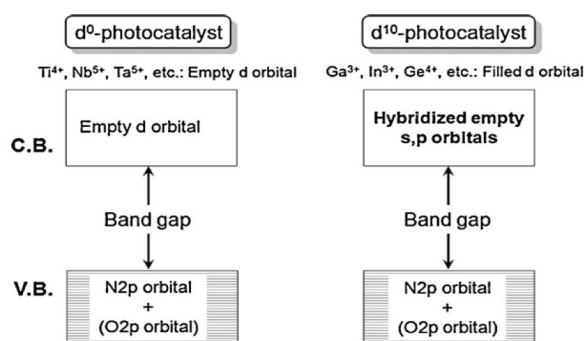 d⁰-photocatalyst
d¹⁰-photocatalyst
Ti⁴⁺, Nb⁵⁺, Ta⁵⁺, etc.: Empty d orbital
Ga³⁺, In³⁺, Ge⁴⁺, etc.: Filled d orbital
C.B.
Empty d orbital
Hybridized empty
s,p orbitals
Band gap
Band gap
V.B.
N2p orbital
+
(O2p orbital)
N2p orbital
+
(O2p orbital)